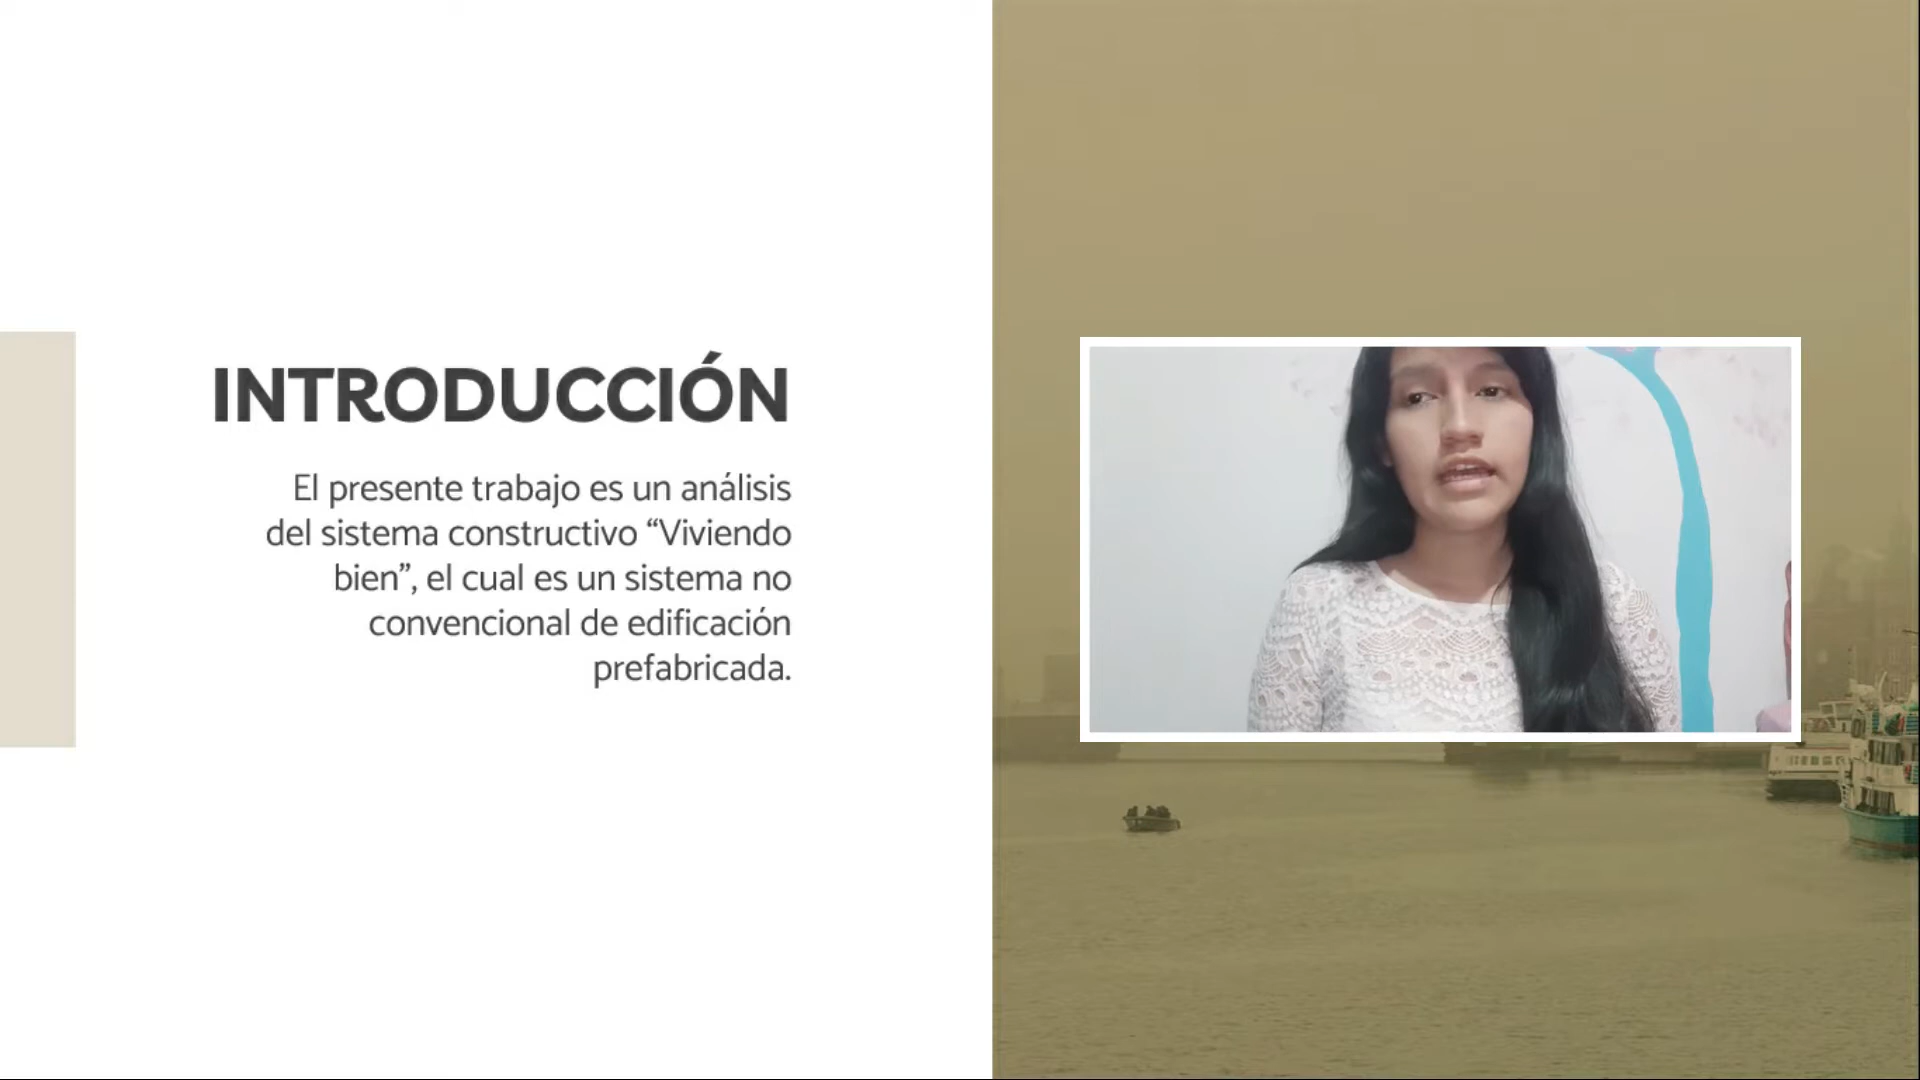 INTRODUCCIÓN
El presente trabajo es un análisis
del sistema constructivo “Viviendo
bien”, el cual es un sistema no
convencional de edificación
prefabricada.